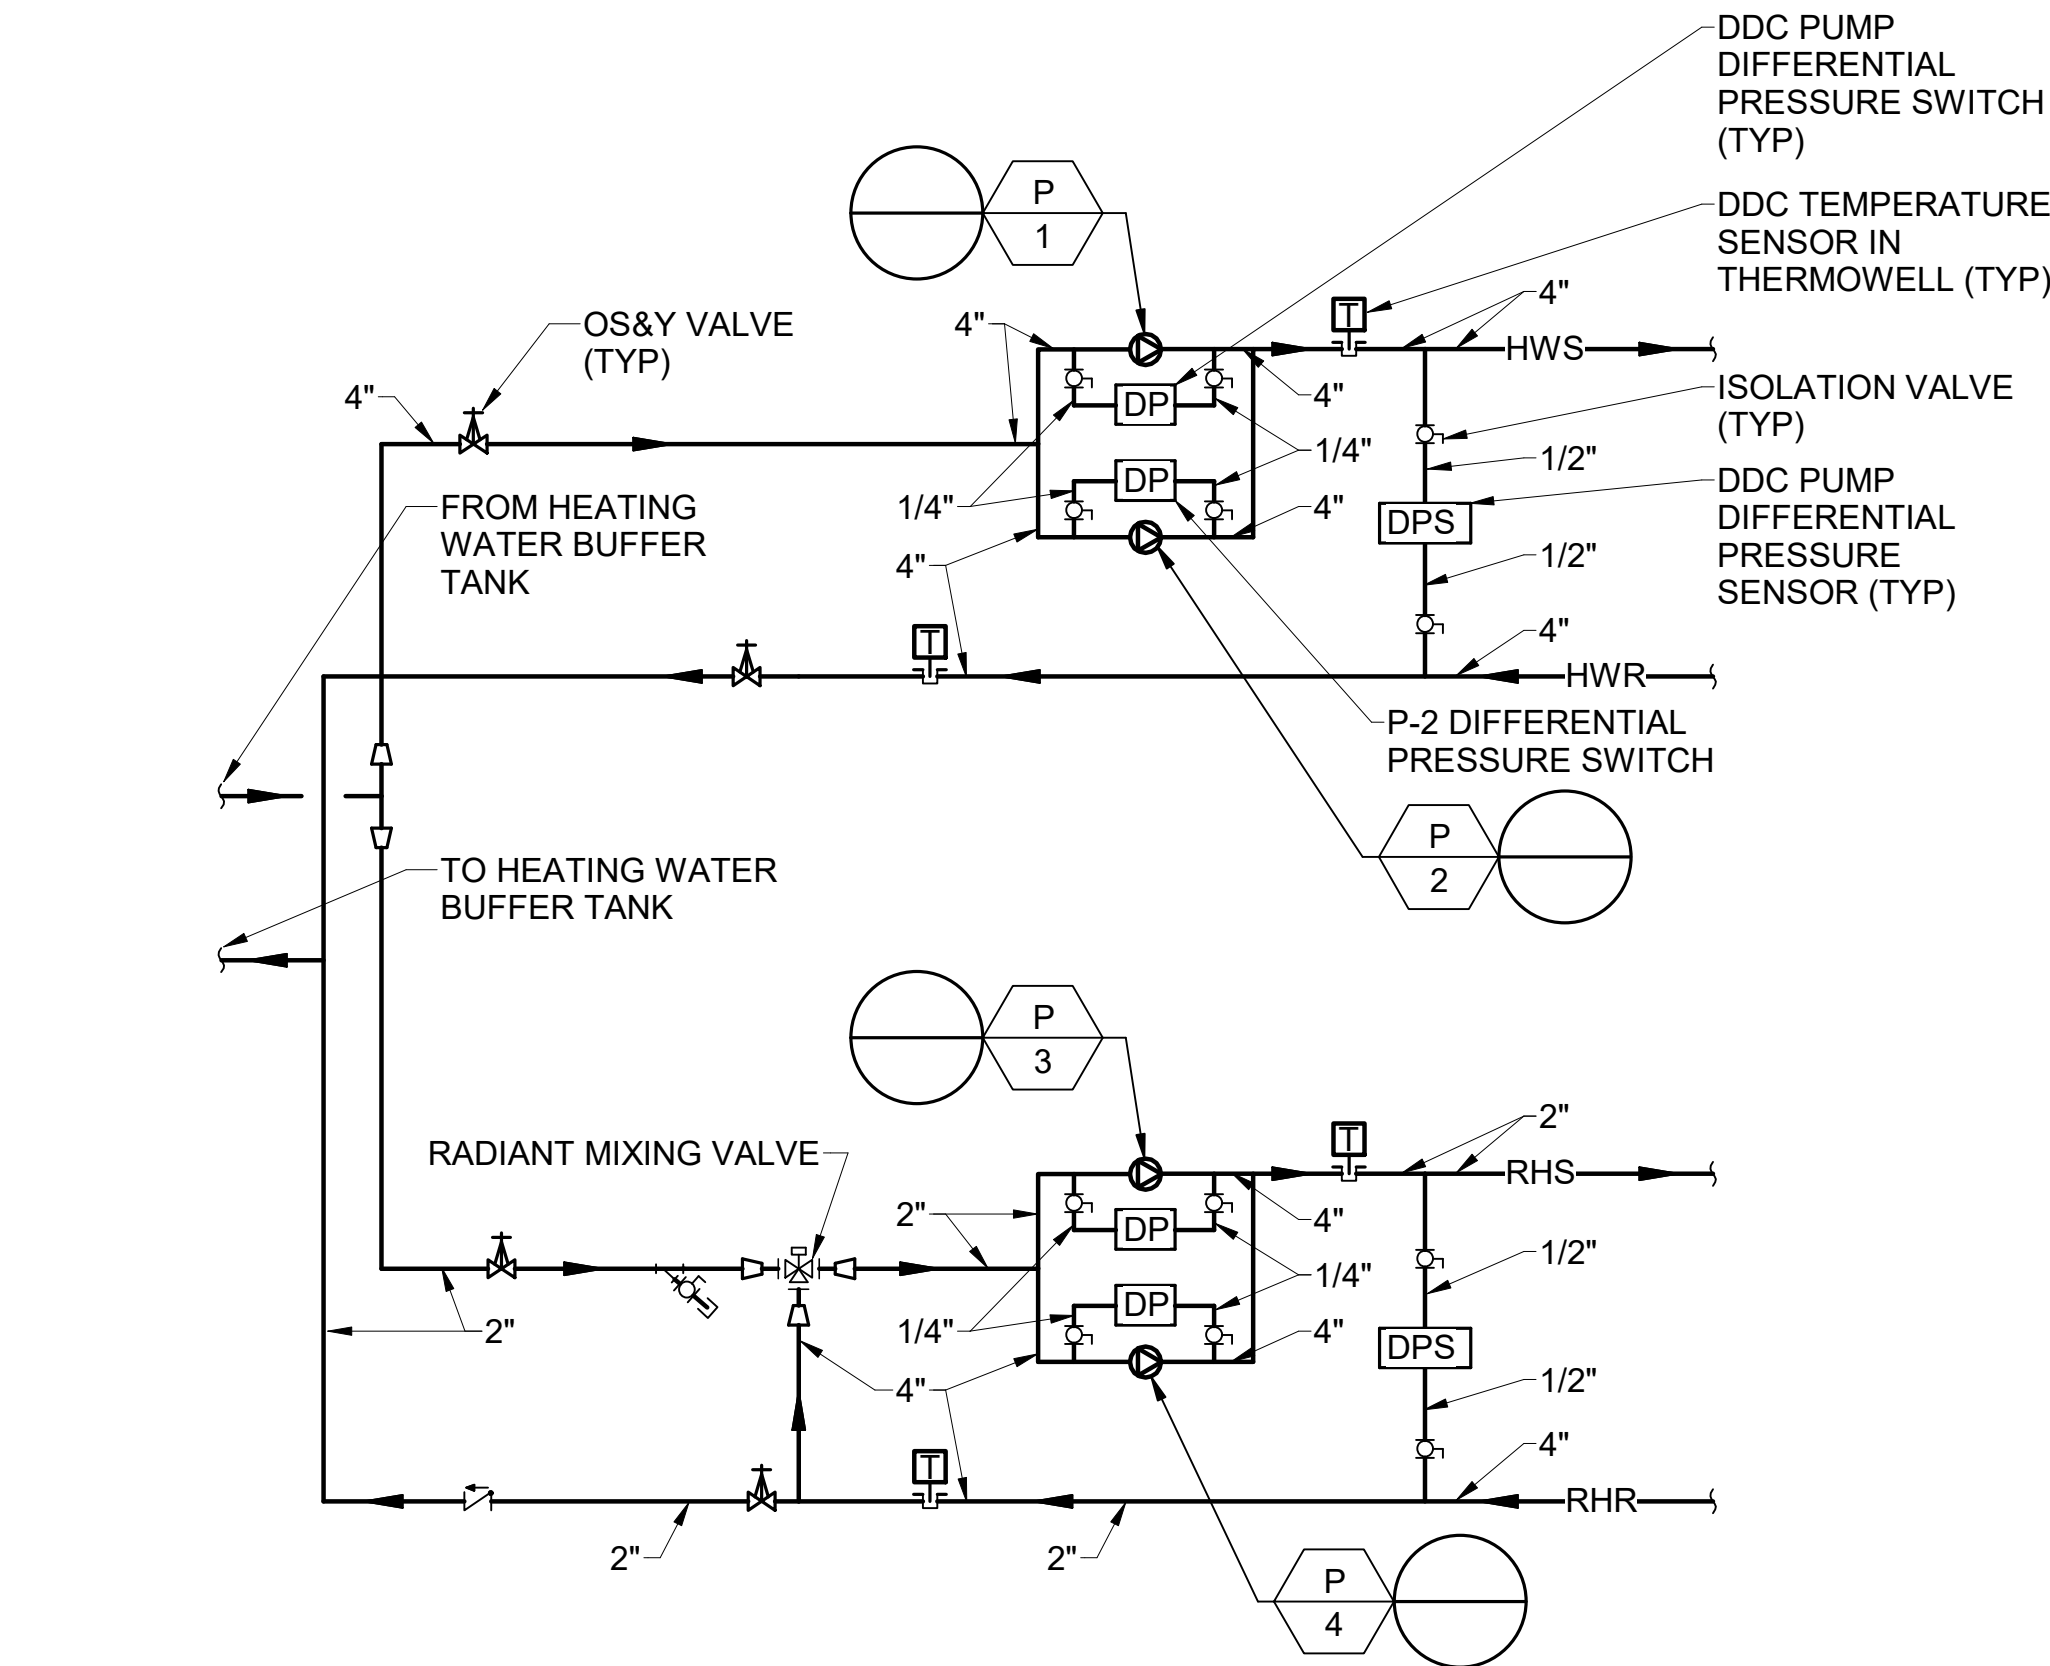 DDC PUMP
DIFFERENTIAL
PRESSURE SWITCH
(TYP)
P
1
DDC TEMPERATURE
SENSOR IN
THERMOWELL (TYP)
OS&Y VALVE
(TYP)
4"
4"
T
4"
HWS
4"
DP
4"
ISOLATION VALVE
(TYP)
1/4"
1/2"
FROM HEATING
WATER BUFFER
TANK
1/4"
DP
4"
DPS
DDC PUMP
DIFFERENTIAL
PRESSURE
SENSOR (TYP)
4"
1/2"
T
4"
HWR
P-2 DIFFERENTIAL
PRESSURE SWITCH
P
2
TO HEATING WATER
BUFFER TANK
P
3
RADIANT MIXING VALVE
T
2"
RHS
2"
DP
4"
1/2"
1/4"
2"
1/4"
DP
4"
DPS
4"
1/2"
T
4"
RHR
2"
2"
P
4